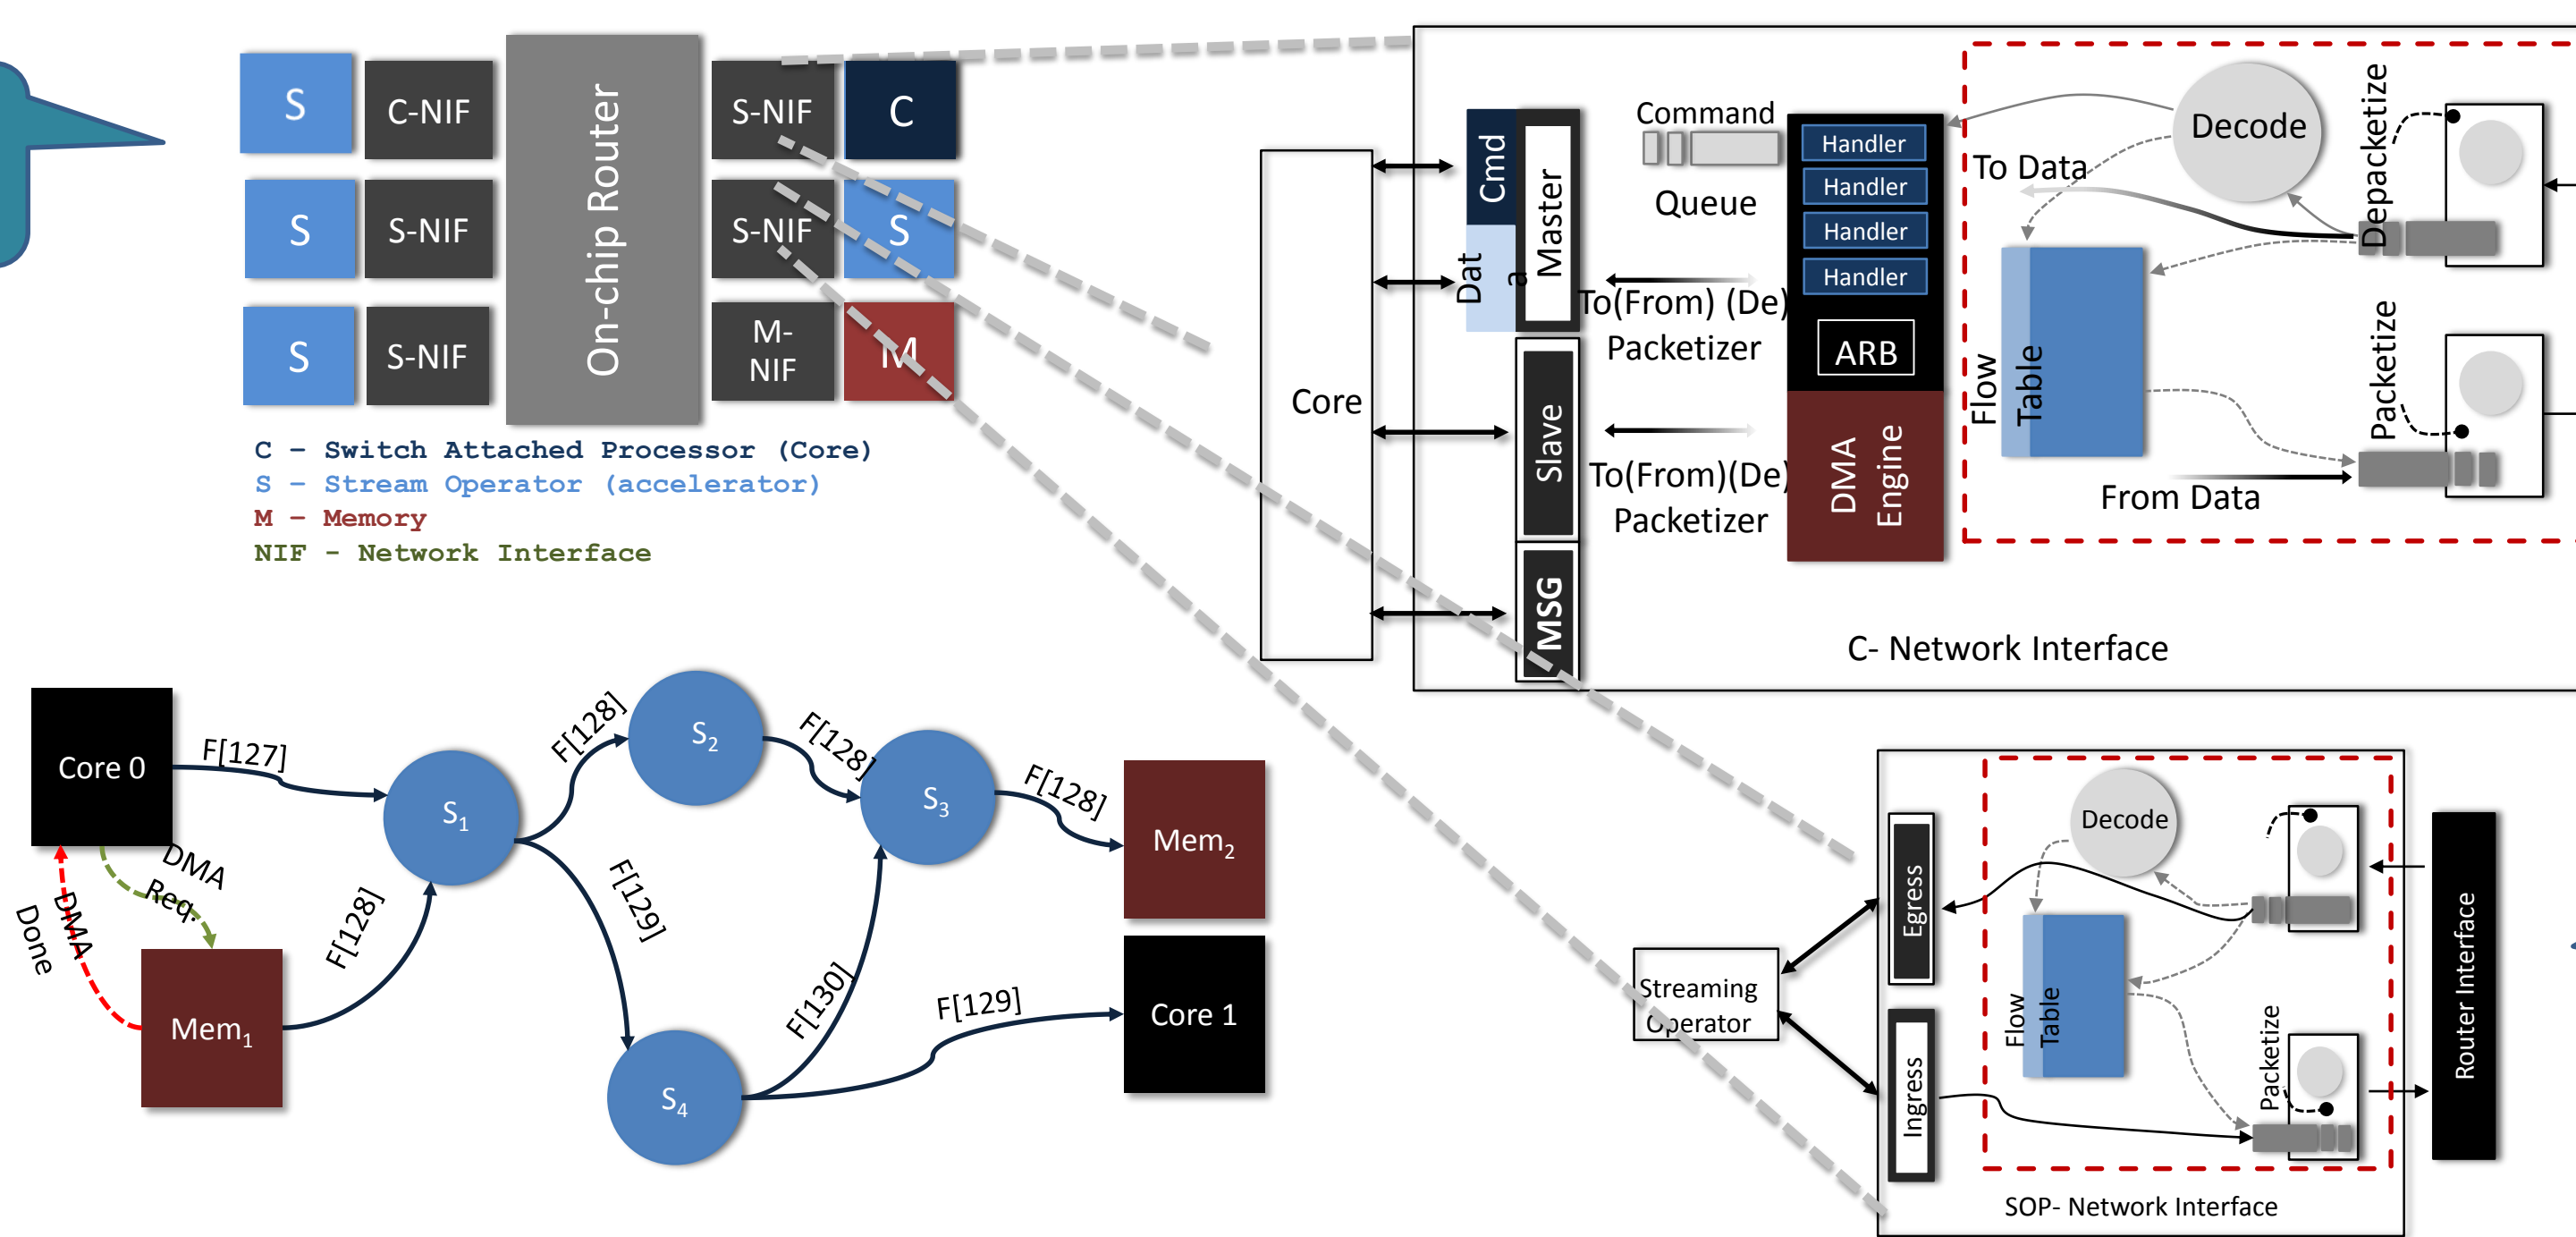 S
C-NIF
On-chip Router
S-NIF
C
S
S-NIF
S-NIF
S
S
S-NIF
M-
NIF
M
C – Switch Attached Processor (Core)
S – Stream Operator (accelerator)
M – Memory
NIF - Network Interface
Core
Cmd
Dat
a
Master
Slave
MSG
Command
Queue
To(From) (De)
Packetizer
To(From)(De)
Packetizer
Handler
Handler
Handler
Handler
ARB
DMA
Engine
Decode
To Data
Depacketize
Flow
Table
Packetize
From Data
C- Network Interface
Core 0
F[127]
S1
F[128]
S2
F[128]
S3
F[128]
Mem2
DMA
Req.
DMA
Done
Mem1
F[128]
F[129]
S4
F[130]
F[129]
Core 1
Streaming
Operator
Egress
Ingress
Decode
Flow
Table
Packetize
Router Interface
SOP- Network Interface